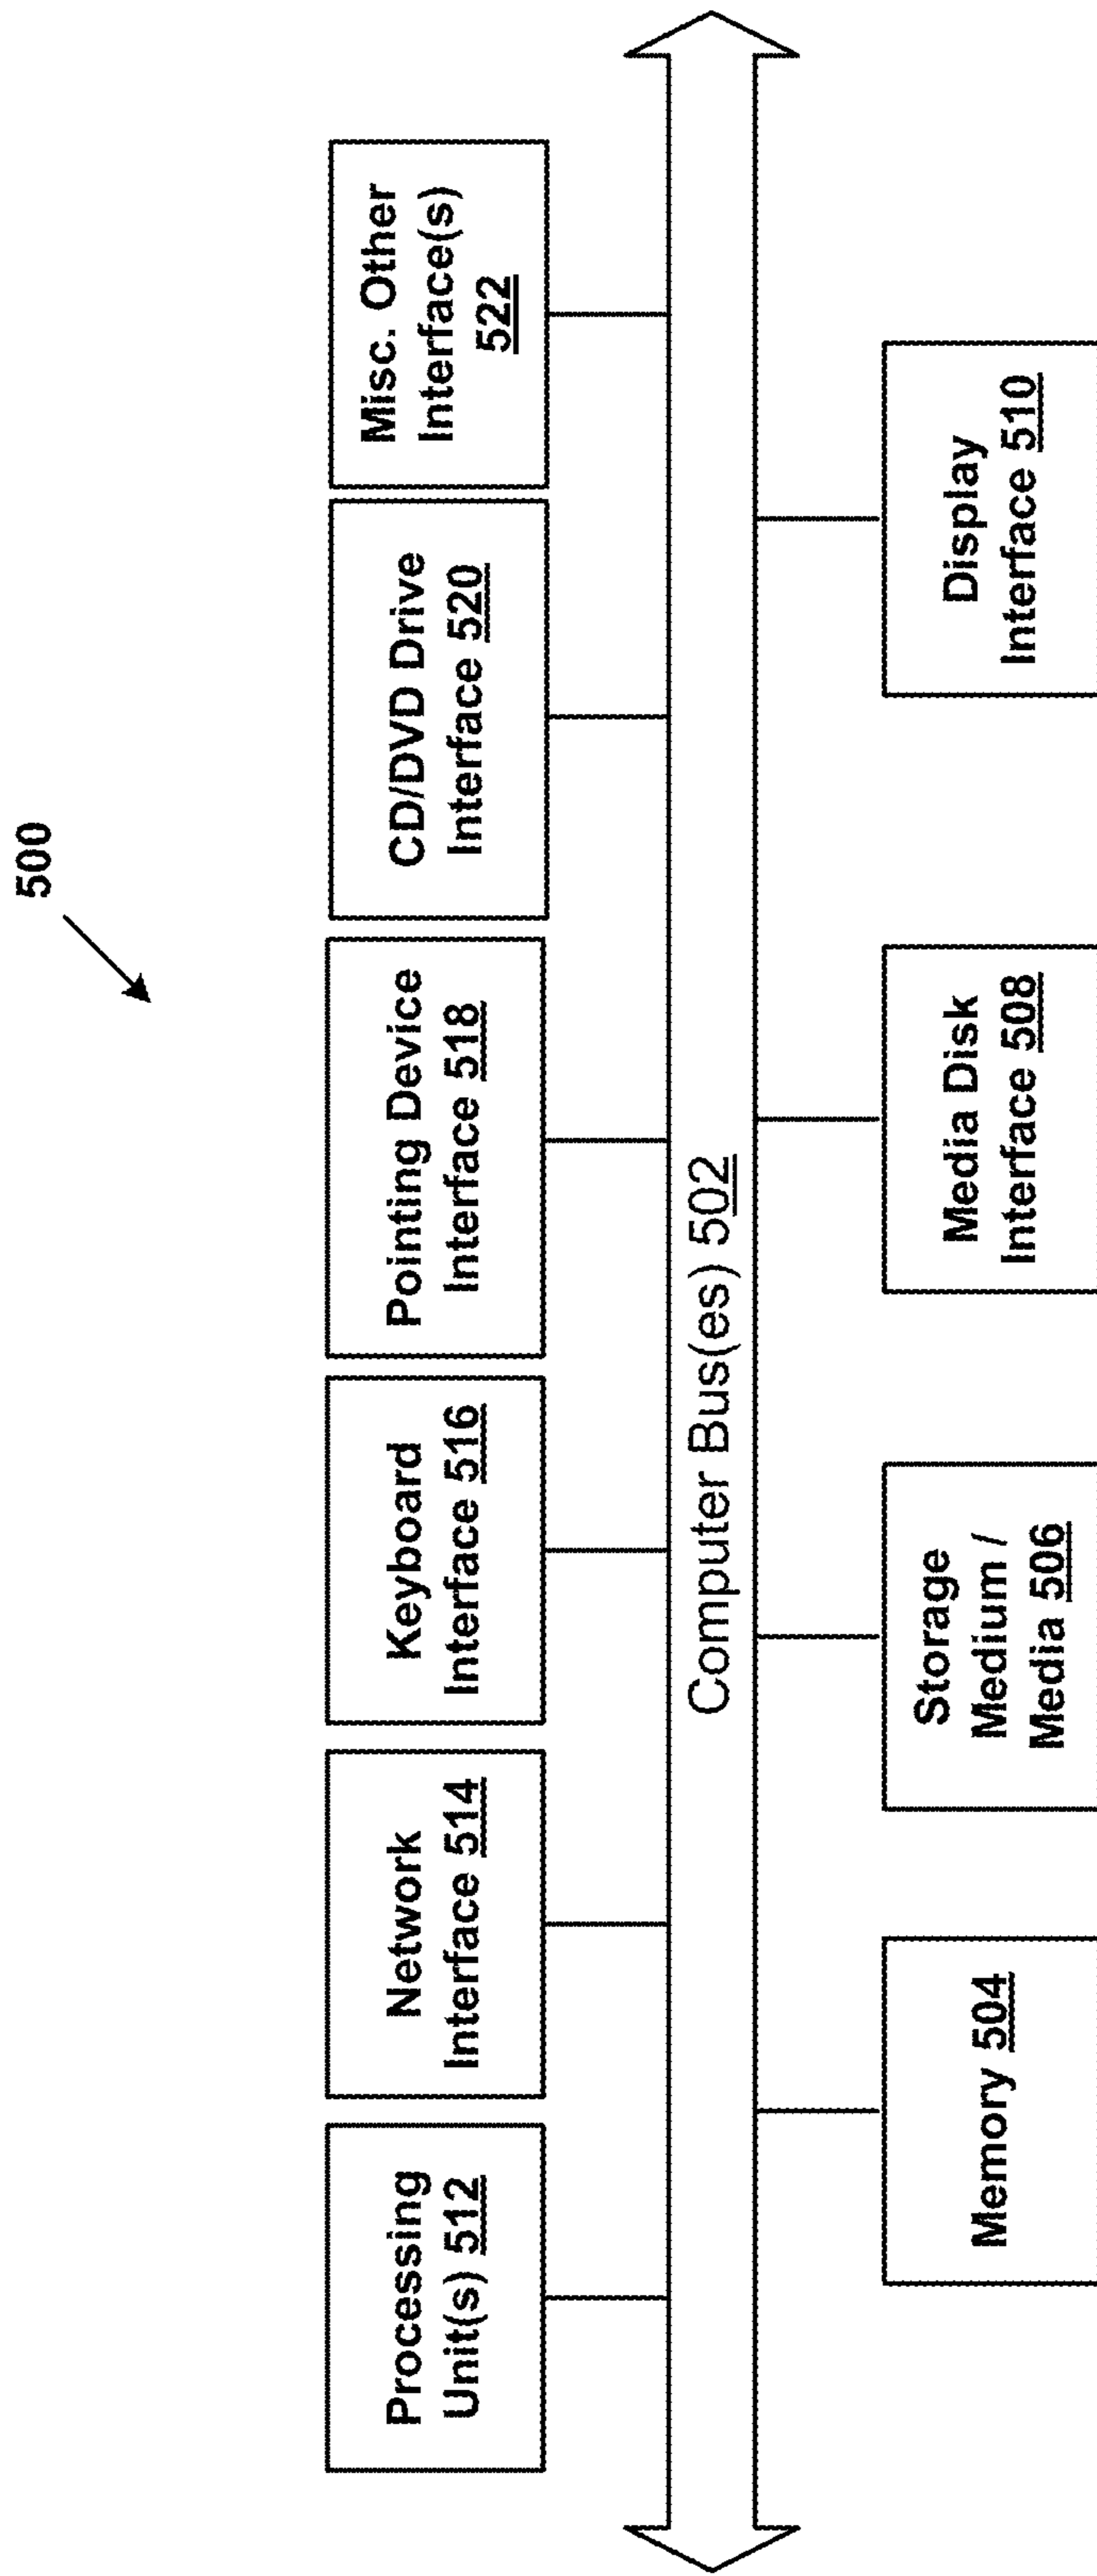 500
Processing
Unit(s) 512
Network
Interface 514
Keyboard
Interface 516
Pointing Device
Interface 518
CD/DVD Drive
Interface 520
Misc. Other
Interface(s)
522
Computer Bus(es) 502
Memory 504
Storage
Medium /
Media 506
Media Disk
Interface 508
Display
Interface 510